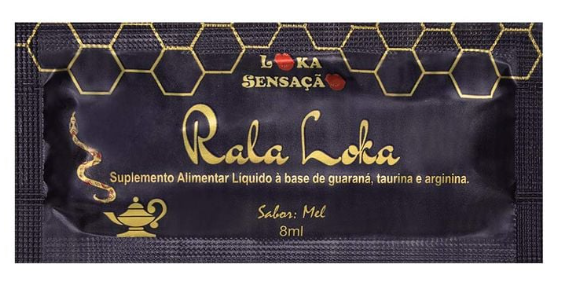 LOKA
SENSAÇÃO
Rala Loka
Suplemento Alimentar Líquido à base de guaraná, taurina e arginina.
Sabor: Mel
8ml